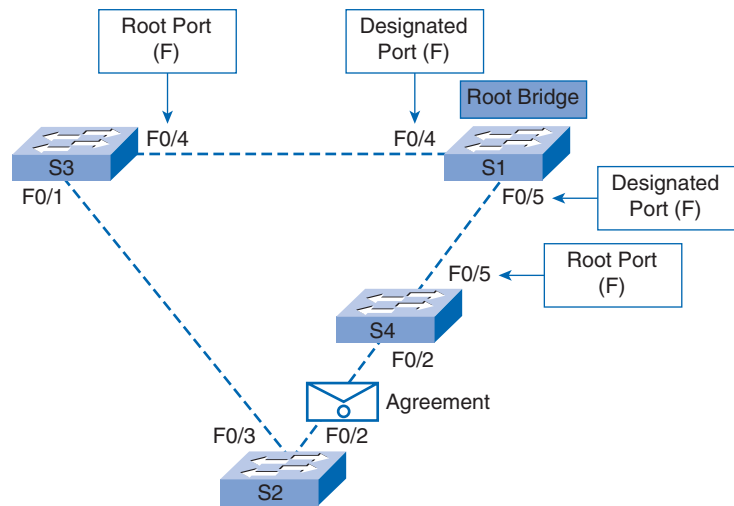 Root Port
(F)
Designated
Port (F)
Root Bridge
F0/4
F0/4
S3
S1
F0/1
F0/5
Designated
Port (F)
F0/5
Root Port
(F)
S4
F0/2
Agreement
F0/3
F0/2
S2